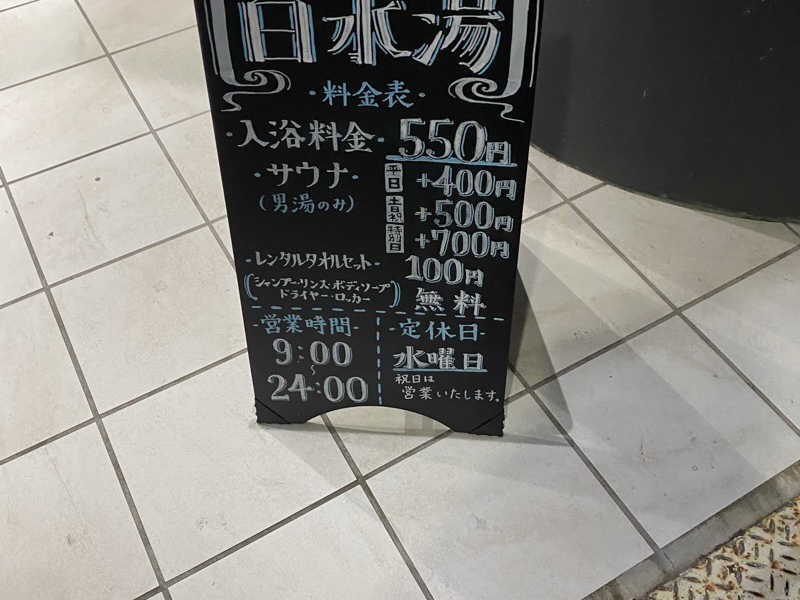 日水湯
・料金表・
・入浴料金・ 550円
・サウナ・ 平日 +400円
(男湯のみ) 土日祝 +500円
特別日 +700円
・レンタルタオルセット・ 100円
(シャンプー・リンス・ボディソープ
ドライヤー・ロッカー) 無料
・営業時間・
9:00
~
24:00
・定休日・
水曜日
祝日は
営業いたします。